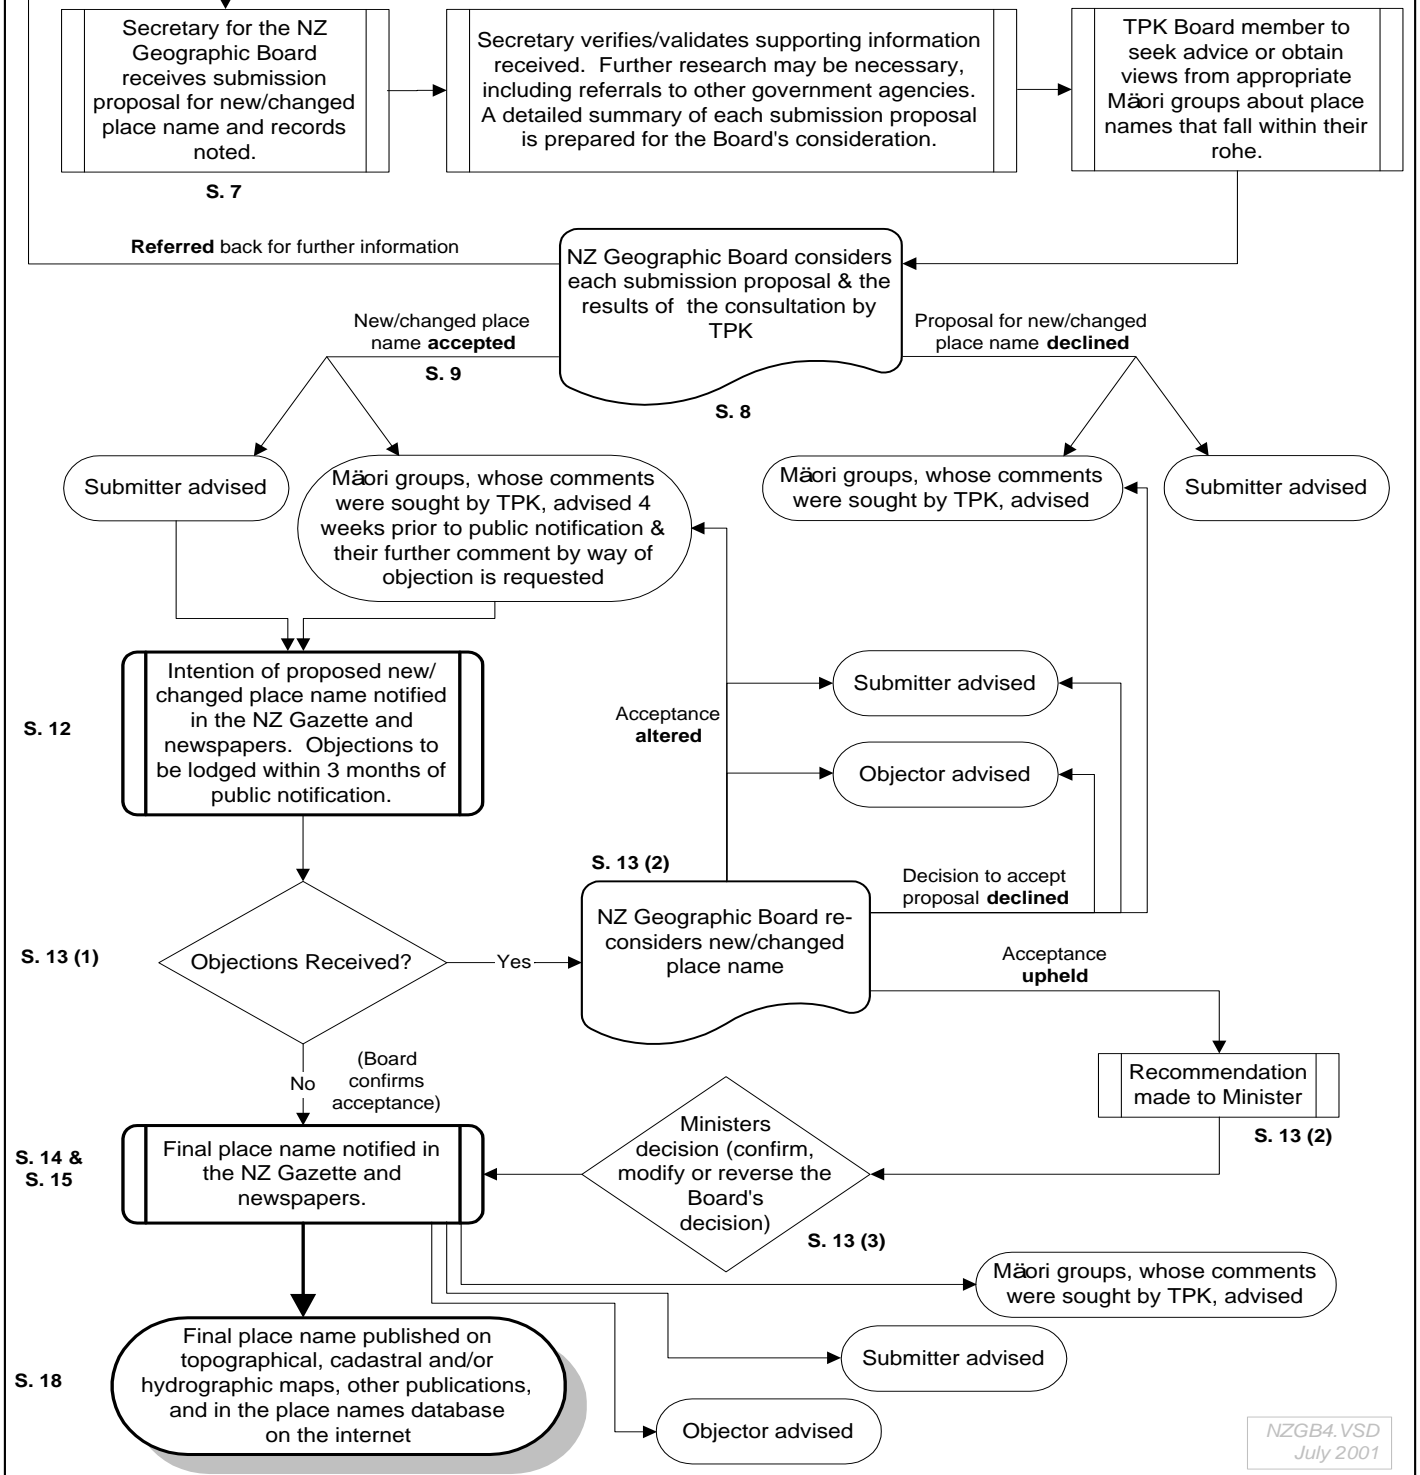 Secretary for the NZ
Geographic Board
receives submission
proposal for new/changed
place name and records
noted.
S. 7
Secretary verifies/validates supporting information
received.  Further research may be necessary,
including referrals to other government agencies.
A detailed summary of each submission proposal
is prepared for the Board's consideration.
TPK Board member to
seek advice or obtain
views from appropriate
Mäori groups about place
names that fall within their
rohe.
Referred back for further information
NZ Geographic Board considers
each submission proposal & the
results of  the consultation by
TPK
S. 8
New/changed place
name accepted
S. 9
Proposal for new/changed
place name declined
Submitter advised
Mäori groups, whose comments
were sought by TPK, advised 4
weeks prior to public notification &
their further comment by way of
objection is requested
Mäori groups, whose comments
were sought by TPK, advised
Submitter advised
S. 12
Intention of proposed new/
changed place name notified
in the NZ Gazette and
newspapers.  Objections to
be lodged within 3 months of
public notification.
Acceptance
altered
Submitter advised
Objector advised
S. 13 (2)
Decision to accept
proposal declined
NZ Geographic Board re-
considers new/changed
place name
S. 13 (1)
Objections Received?
Yes
Acceptance
upheld
No
(Board
confirms
acceptance)
Recommendation
made to Minister
S. 13 (2)
Ministers
decision (confirm,
modify or reverse the
Board's
decision)
S. 13 (3)
S. 14 &
S. 15
Final place name notified in
the NZ Gazette and
newspapers.
Mäori groups, whose comments
were sought by TPK, advised
Submitter advised
Objector advised
S. 18
Final place name published on
topographical, cadastral and/or
hydrographic maps, other publications,
and in the place names database
on the internet
NZGB4.VSD
July 2001